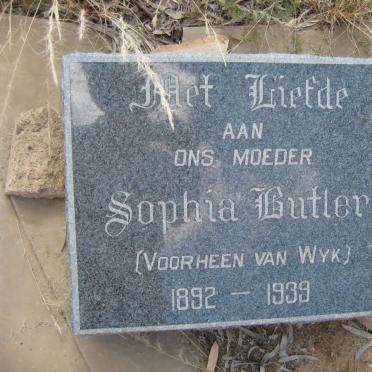 Met Liefde
AAN
ONS MOEDER
Sophia Butler
(VOORHEEN VAN WYK)
1892 – 1939